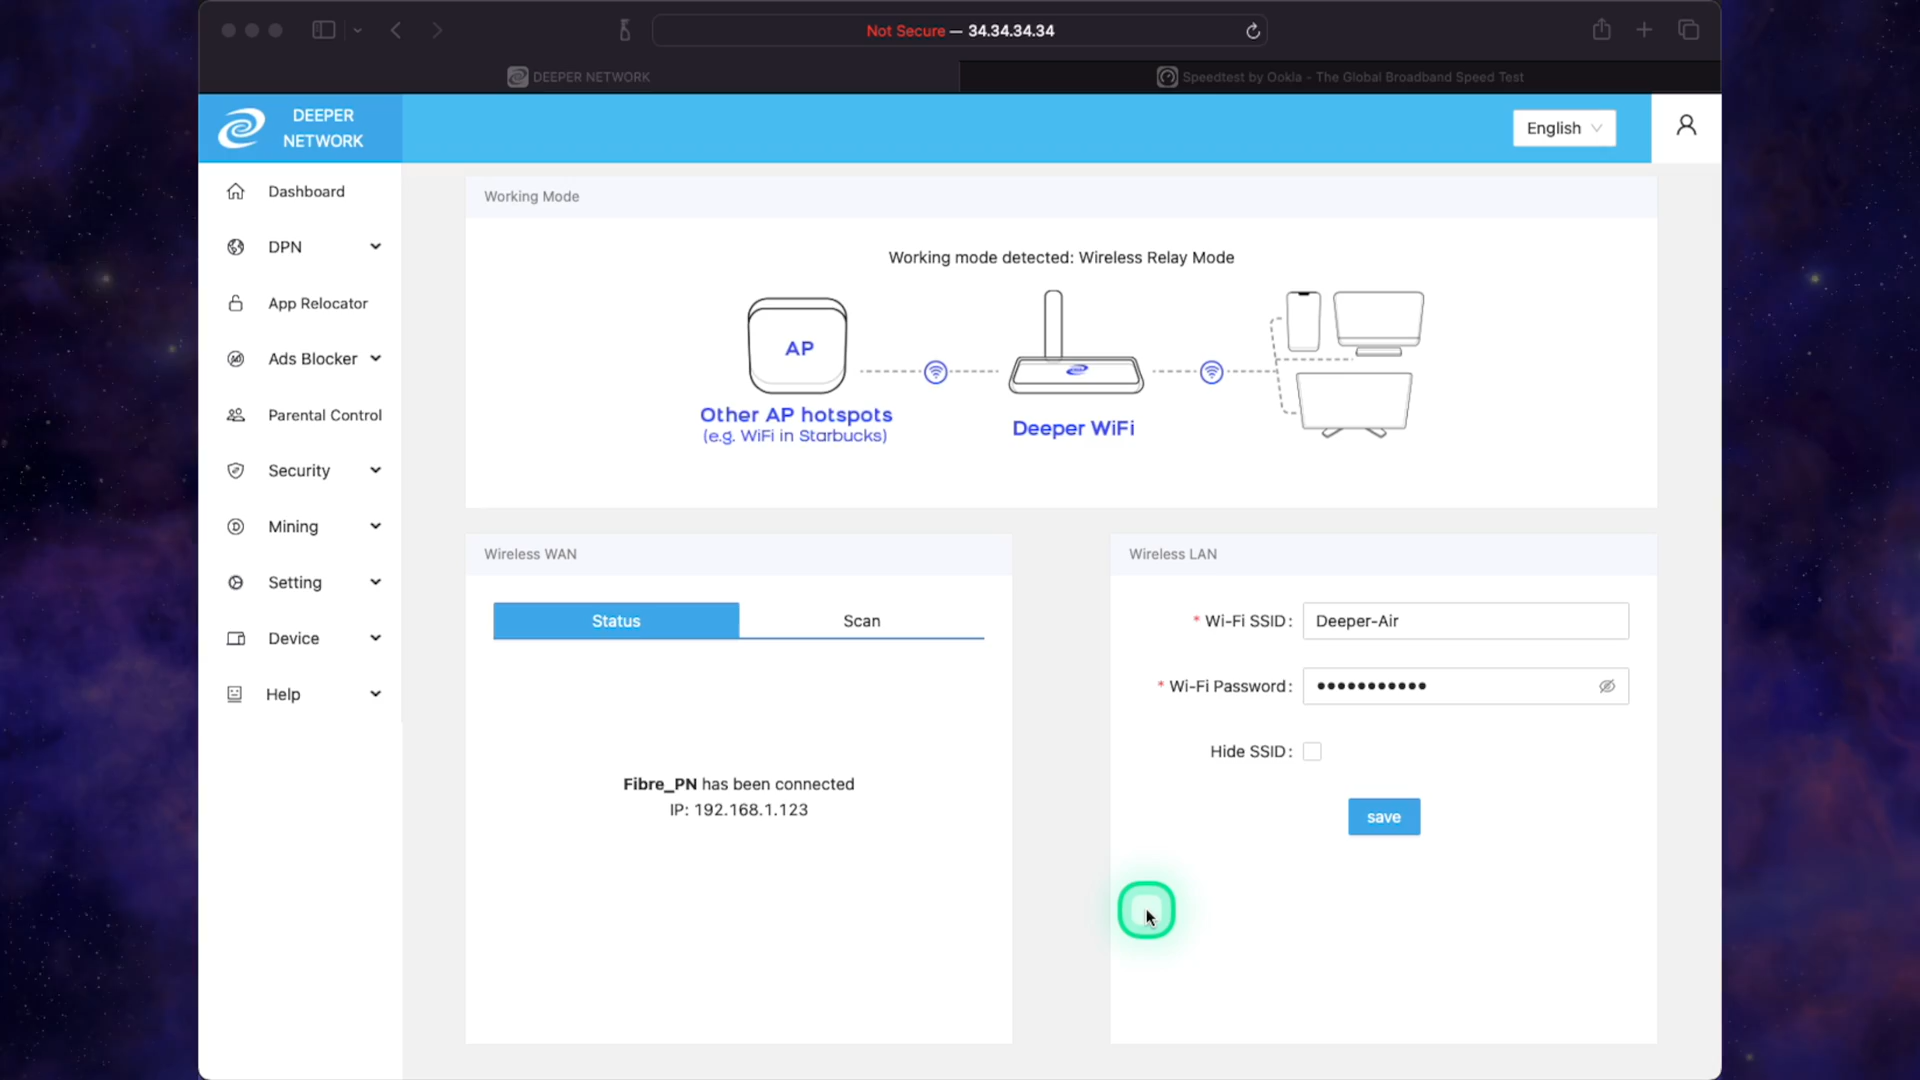 Not Secure — 34.34.34.34
DEEPER NETWORK
Speedtest by Ookla - The Global Broadband Speed Test
DEEPER
NETWORK
English
Dashboard
DPN
App Relocator
Ads Blocker
Parental Control
Security
Mining
Setting
Device
Help
Working Mode
Working mode detected: Wireless Relay Mode
AP
Other AP hotspots
(e.g. WiFi in Starbucks)
Deeper WiFi
Wireless WAN
Status
Scan
Fibre_PN has been connected
IP: 192.168.1.123
Wireless LAN
* Wi-Fi SSID: Deeper-Air
* Wi-Fi Password: •••••••••••
Hide SSID:
save